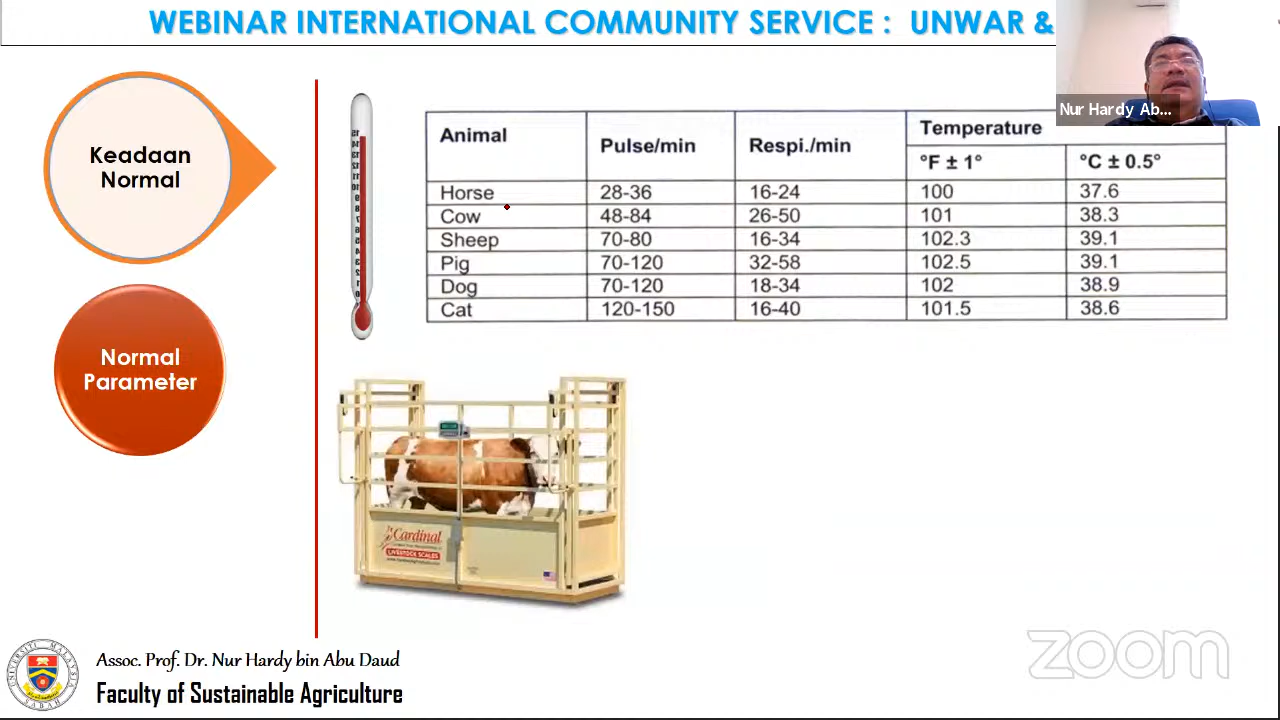 WEBINAR INTERNATIONAL COMMUNITY SERVICE : UNWAR &
Nur Hardy Ab...
Keadaan
Normal
Normal
Parameter
Animal Pulse/min Respi./min Temperature
°F ± 1° °C ± 0.5°
Horse 28-36 16-24 100 37.6
Cow 48-84 26-50 101 38.3
Sheep 70-80 16-34 102.3 39.1
Pig 70-120 32-58 102.5 39.1
Dog 70-120 18-34 102 38.9
Cat 120-150 16-40 101.5 38.6
Cardinal
LIVESTOCK SCALES
Assoc. Prof. Dr. Nur Hardy bin Abu Daud
Faculty of Sustainable Agriculture
UNIVERSITI MALAYSIA
SABAH
zoom